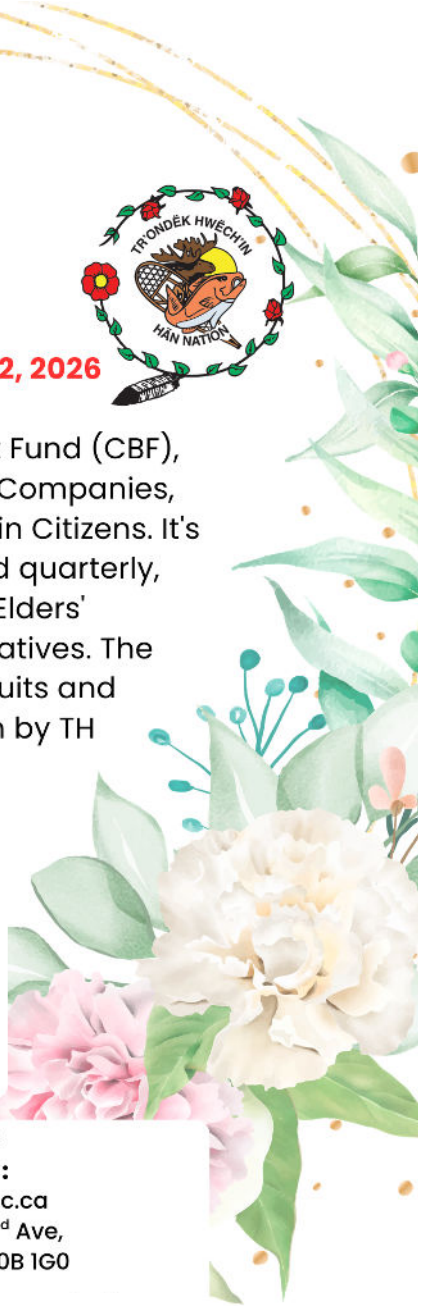 TR'ONDËK HWËCH'IN
HÄN NATION
2, 2026
Fund (CBF),
Companies,
in Citizens. It's
d quarterly,
Elders'
atives. The
uits and
n by TH
:
c.ca
d Ave,
0B 1G0